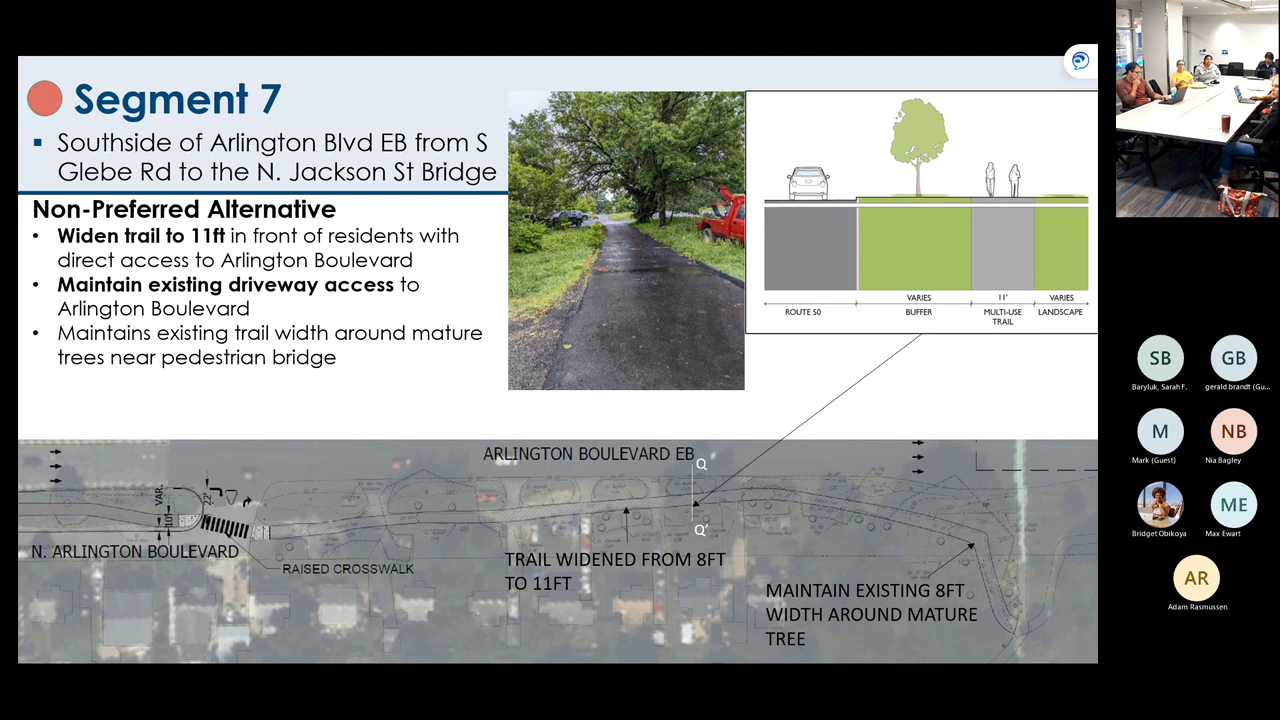 Segment 7
▪ Southside of Arlington Blvd EB from S
Glebe Rd to the N. Jackson St Bridge
Non-Preferred Alternative
• Widen trail to 11ft in front of residents with
direct access to Arlington Boulevard
• Maintain existing driveway access to
Arlington Boulevard
• Maintains existing trail width around mature
trees near pedestrian bridge
VARIES
11'
VARIES
ROUTE 50
BUFFER
MULTI-USE
TRAIL
LANDSCAPE
ARLINGTON BOULEVARD EB
Q
Q'
VAR.
22'
N. ARLINGTON BOULEVARD
RAISED CROSSWALK
TRAIL WIDENED FROM 8FT
TO 11FT
MAINTAIN EXISTING 8FT
WIDTH AROUND MATURE
TREE
SB
Baryluk, Sarah F.
GB
gerald brandt (Gu...
M
Mark (Guest)
NB
Nia Bagley
Bridget Obikoya
ME
Max Ewart
AR
Adam Rasmussen